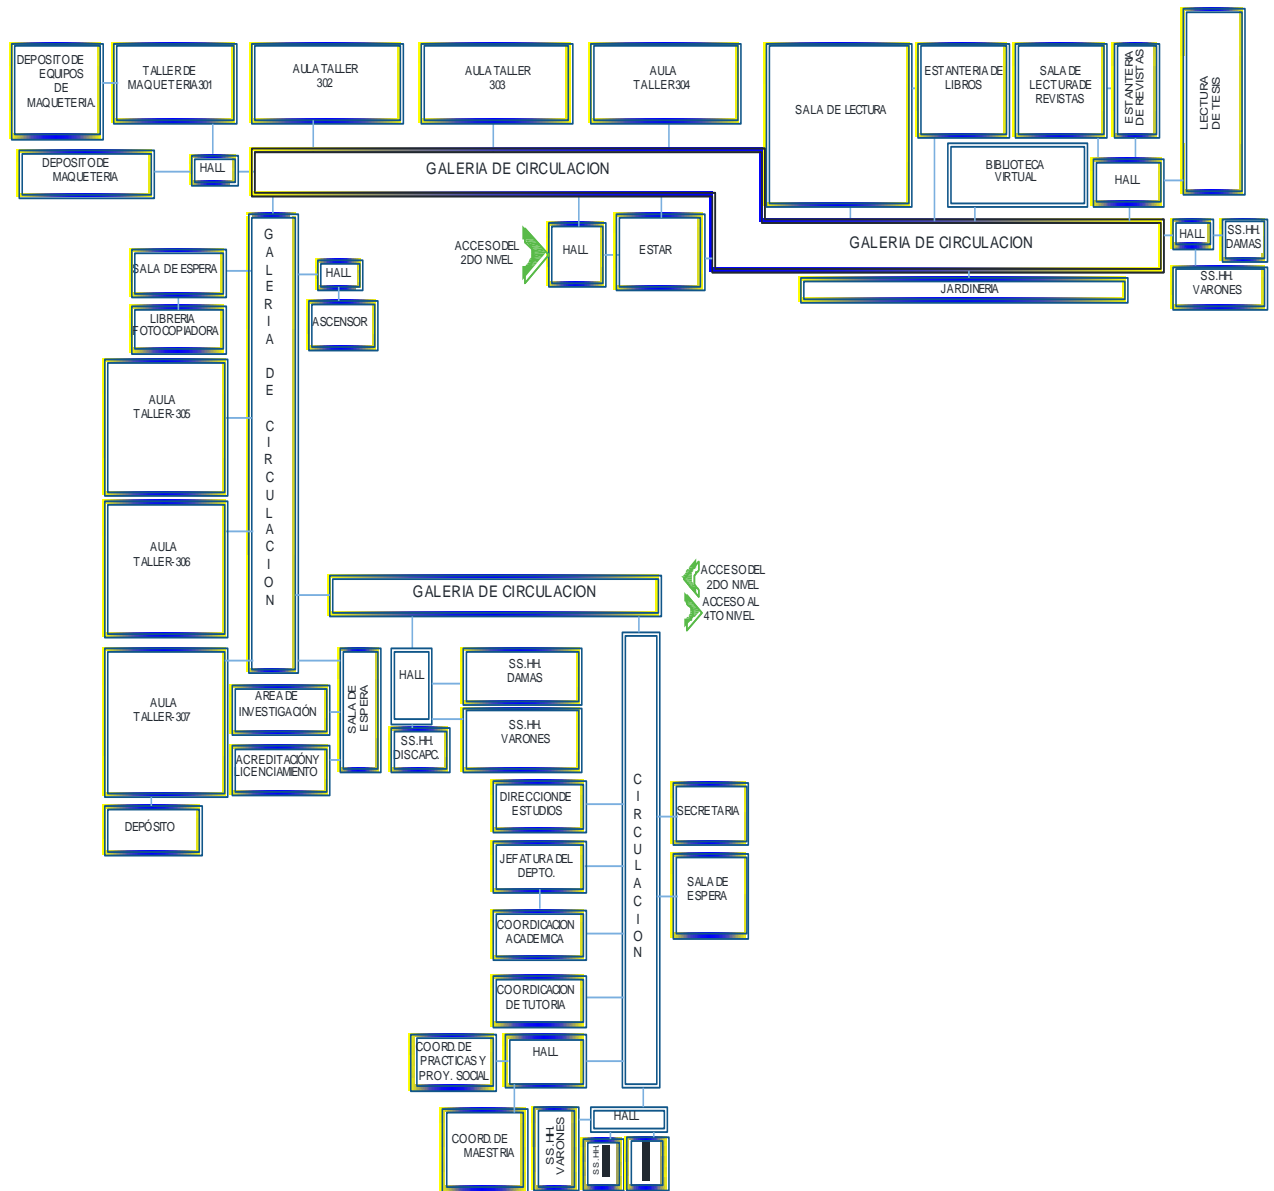 DEPOSITO DE
EQUIPOS
DE
MAQUETERIA.
TALLER DE
MAQUETERIA 301
AULA TALLER
302
AULA TALLER
303
AULA
TALLER 304
SALA DE LECTURA
ESTANTERIA DE
LIBROS
SALA DE
LECTURA DE
REVISTAS
ESTANTERIA
DE REVISTAS
LECTURA
DE TESIS
DEPOSITO DE
MAQUETERIA
HALL
GALERIA DE CIRCULACION
BIBLIOTECA
VIRTUAL
HALL
ACCESO DEL
2DO NIVEL
HALL
ESTAR
GALERIA DE CIRCULACION
HALL
SS.HH.
DAMAS
SS.HH.
VARONES
JARDINERIA
GALERIA DE CIRCULACION
SALA DE ESPERA
HALL
LIBRERIA
FOTOCOPIADORA
ASCENSOR
AULA
TALLER-305
AULA
TALLER-306
GALERIA DE CIRCULACION
ACCESO DEL
2DO NIVEL
ACCESO AL
4TO NIVEL
AULA
TALLER-307
AREA DE
INVESTIGACIÓN
SALA DE
ESPERA
HALL
SS.HH.
DAMAS
SS.HH.
VARONES
SS.HH.
DISCAPC.
ACREDITACIÓN Y
LICENCIAMIENTO
DEPÓSITO
CIRCULACION
DIRECCION DE
ESTUDIOS
SECRETARIA
JEFATURA DEL
DEPTO.
SALA DE
ESPERA
COORDICACION
ACADEMICA
COORDICACION
DE TUTORIA
COORD. DE
PRACTICAS Y
PROY. SOCIAL
HALL
COORD. DE
MAESTRIA
HALL
SS.HH.
VARONES
SS.HH.